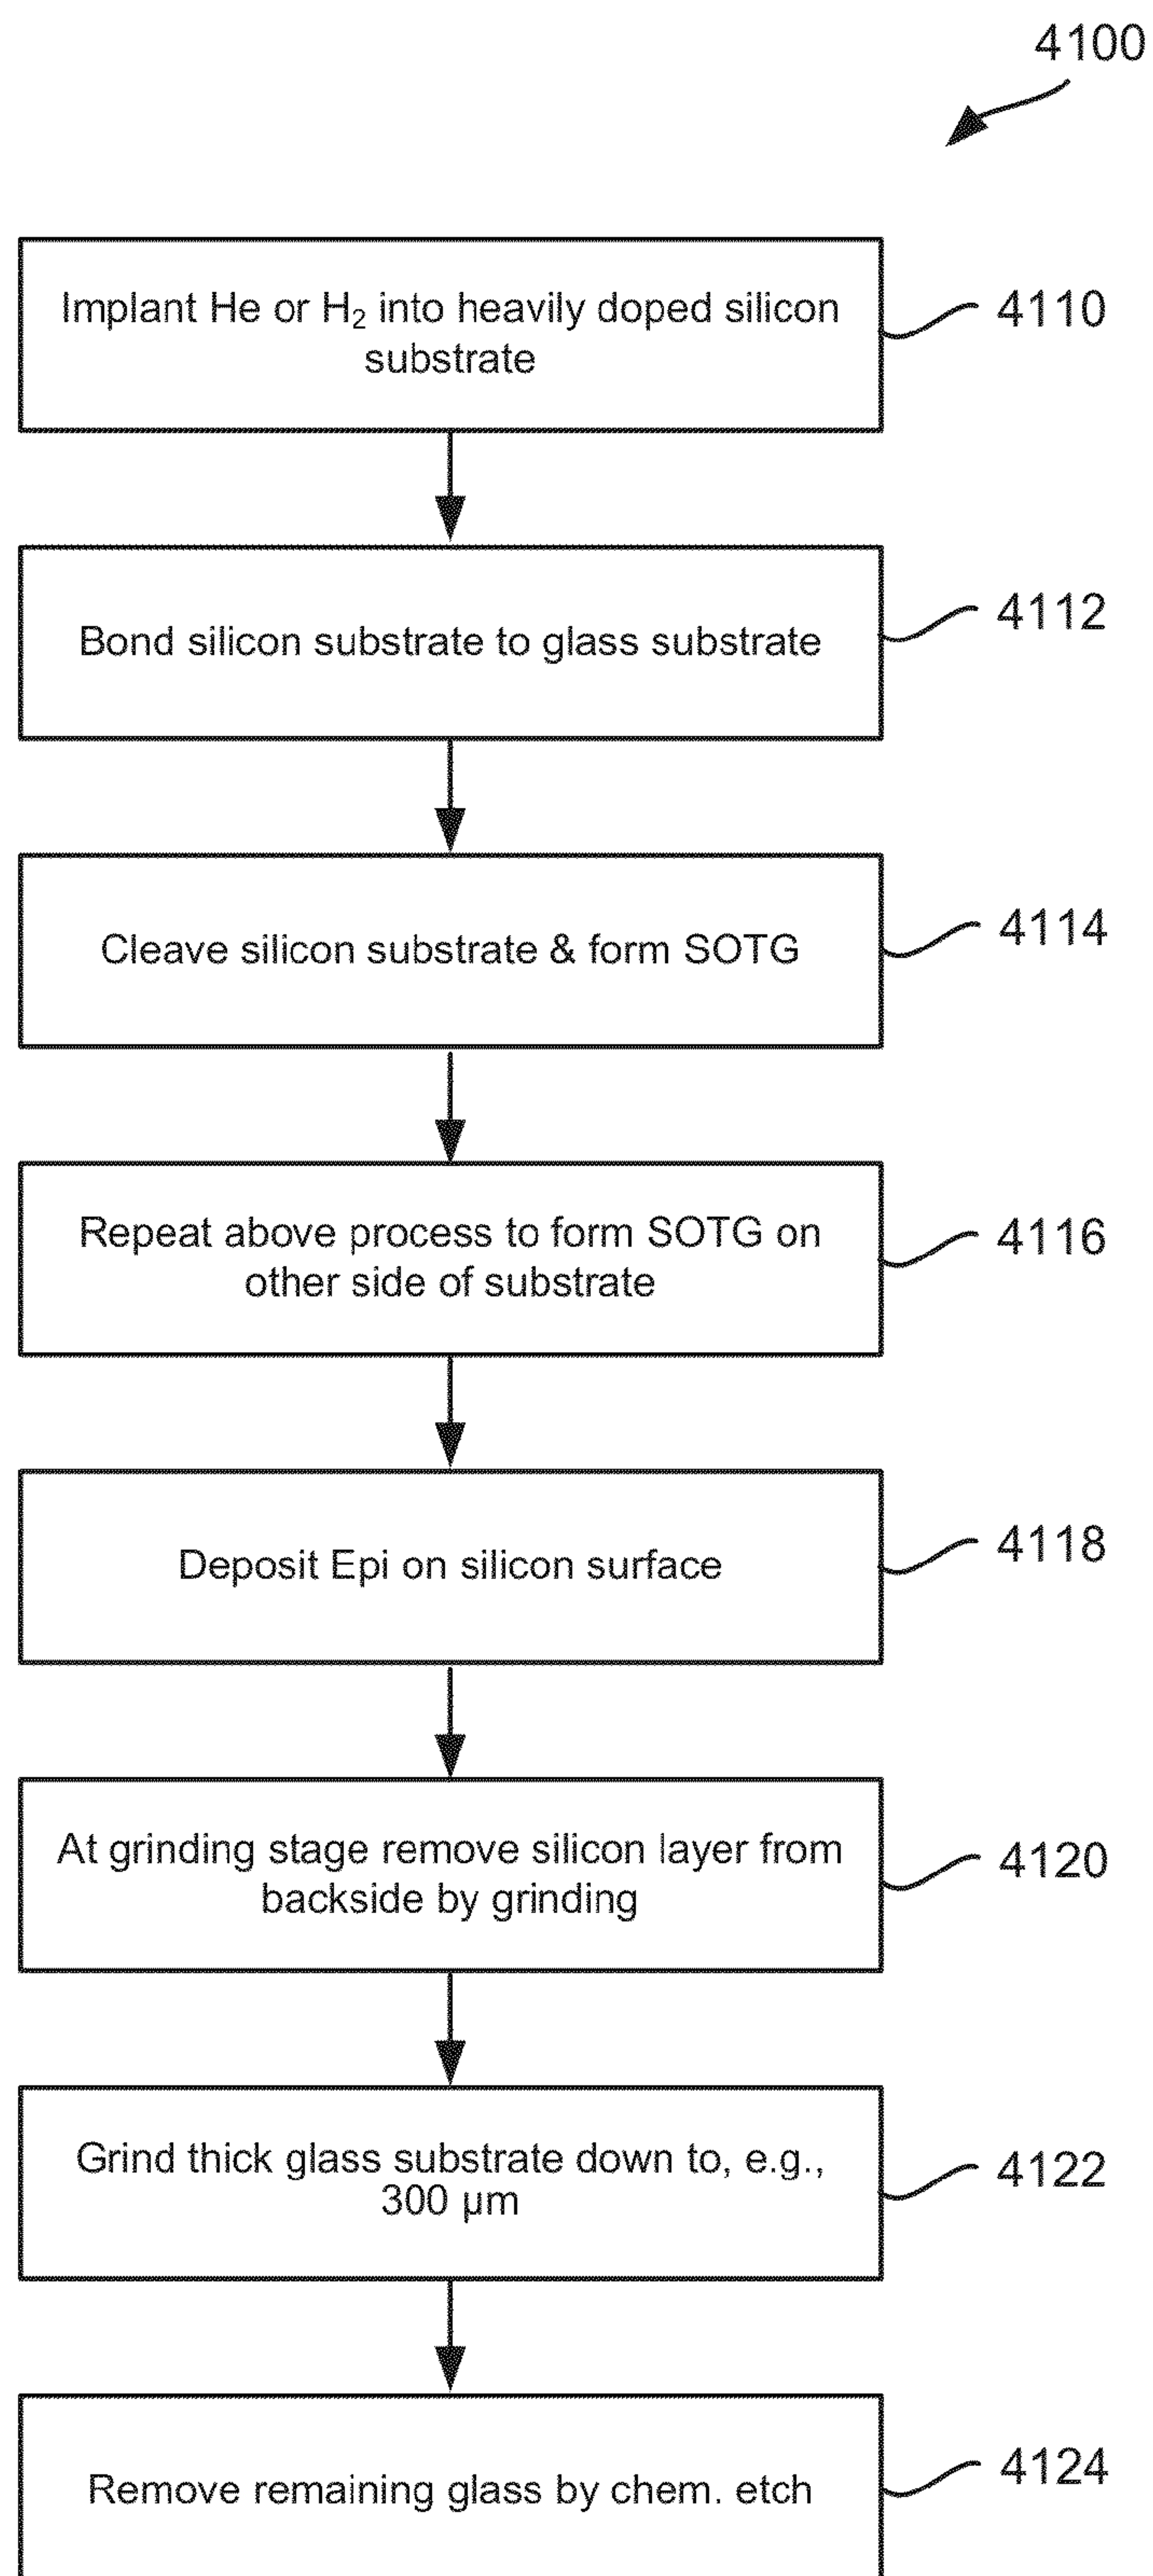 4100
Implant He or H₂ into heavily doped silicon
substrate
4110
Bond silicon substrate to glass substrate
4112
Cleave silicon substrate & form SOTG
4114
Repeat above process to form SOTG on
other side of substrate
4116
Deposit Epi on silicon surface
4118
At grinding stage remove silicon layer from
backside by grinding
4120
Grind thick glass substrate down to, e.g.,
300 µm
4122
Remove remaining glass by chem. etch
4124